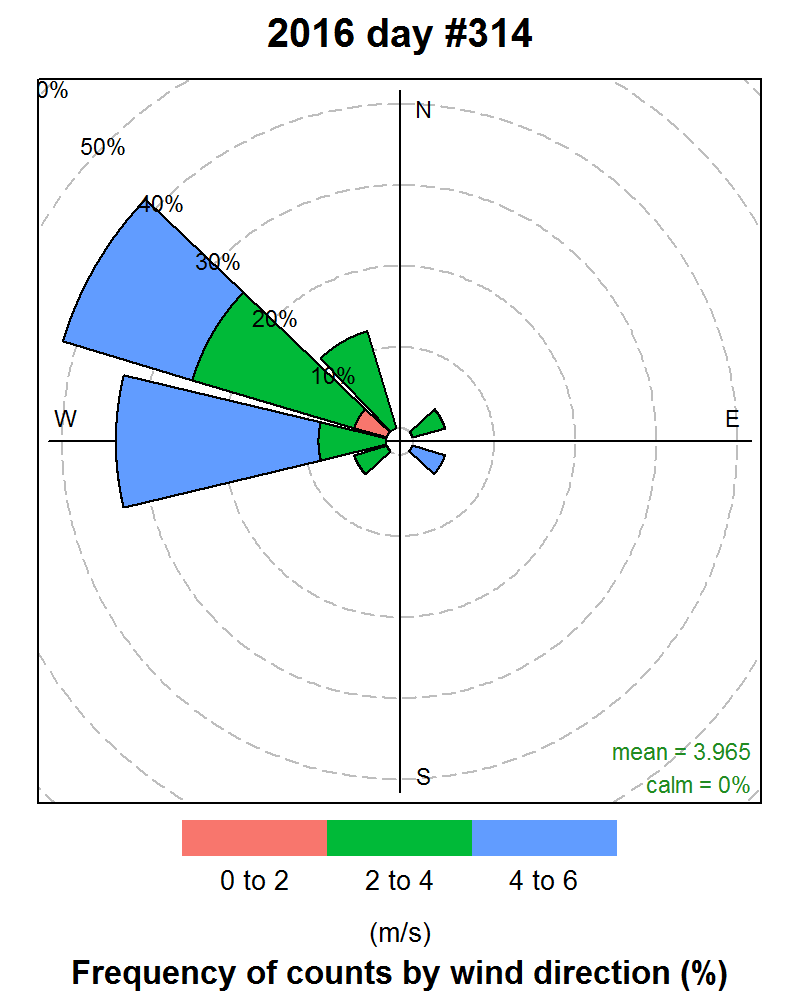 2016 day #314
0%
N
50%
40%
30%
20%
10%
W
E
S
mean = 3.965
calm = 0%
0 to 2
2 to 4
4 to 6
(m/s)
Frequency of counts by wind direction (%)